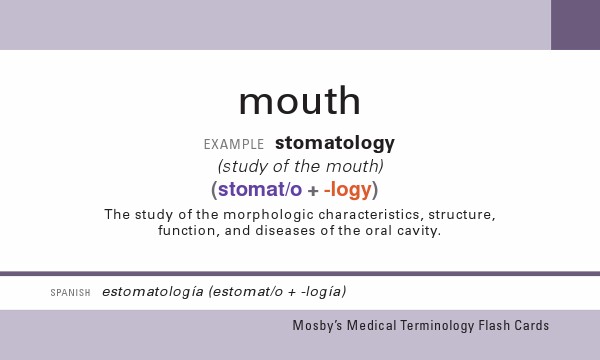 mouth
EXAMPLE stomatology
(study of the mouth)
(stomat/o + -logy)
The study of the morphologic characteristics, structure,
function, and diseases of the oral cavity.
SPANISH estomatología (estomat/o + -logía)
Mosby's Medical Terminology Flash Cards